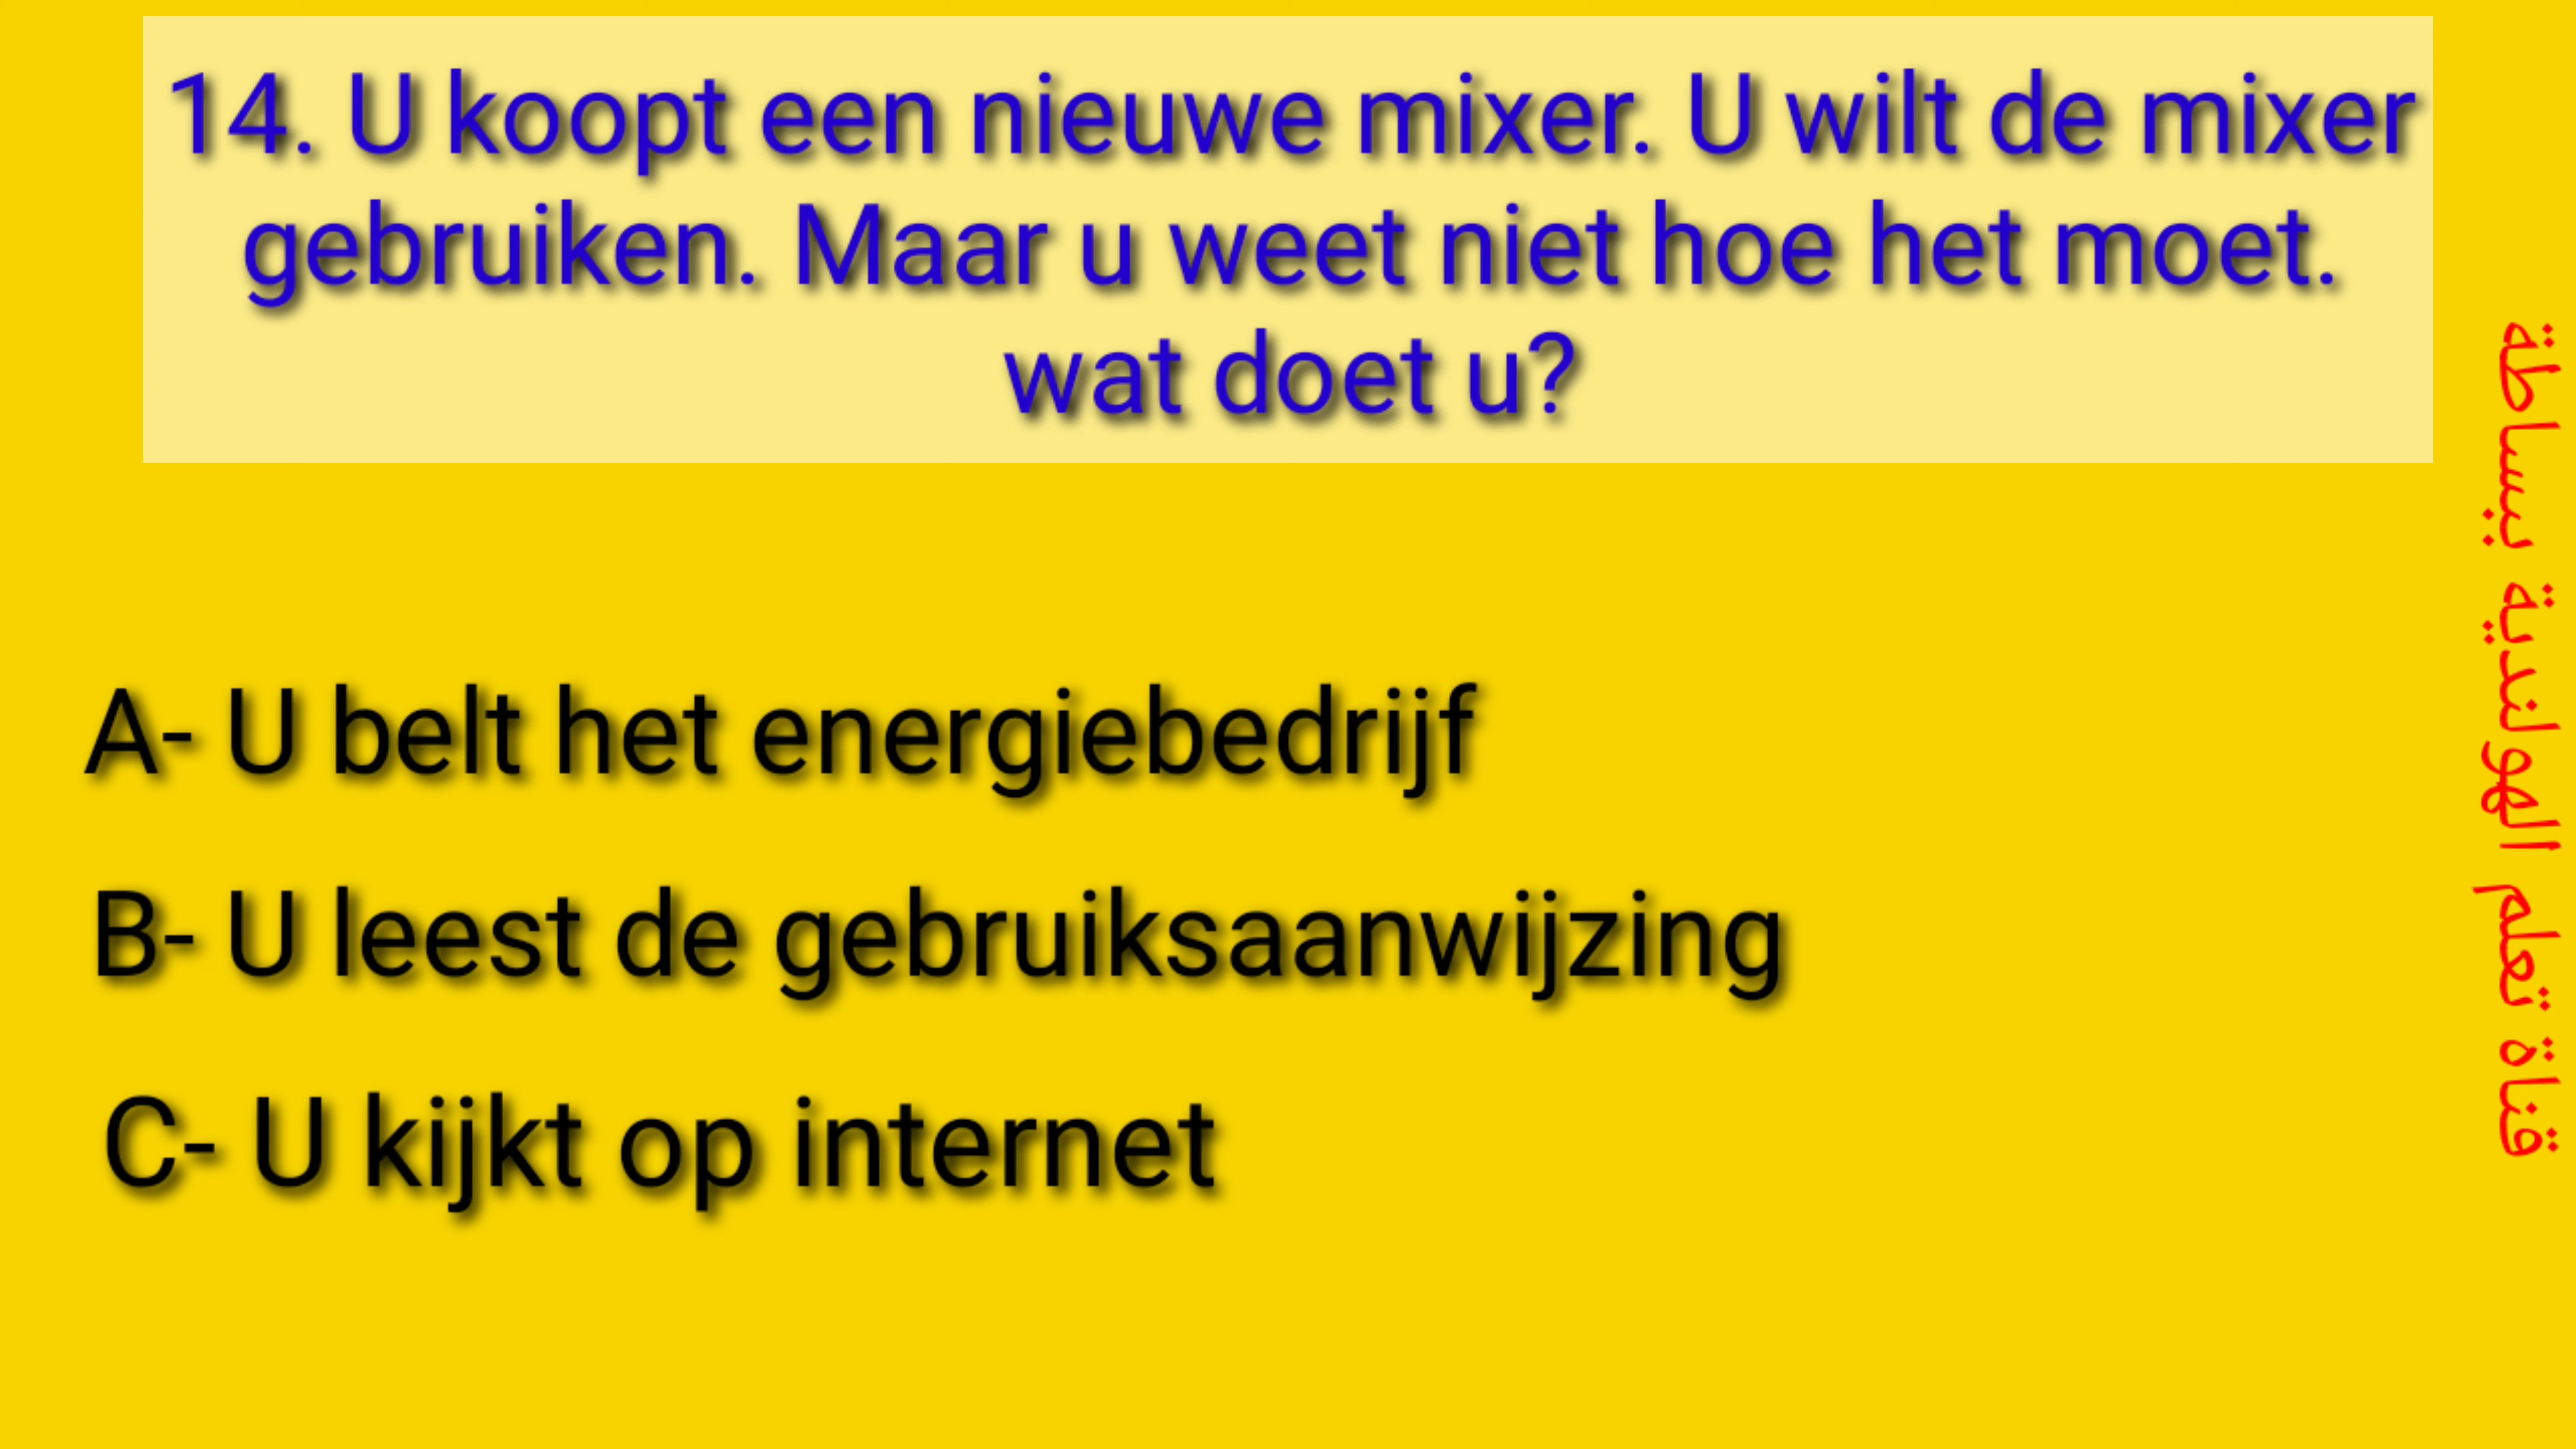 14. U koopt een nieuwe mixer. U wilt de mixer
gebruiken. Maar u weet niet hoe het moet.
wat doet u?
A- U belt het energiebedrijf
B- U leest de gebruiksaanwijzing
C- U kijkt op internet
قناة تعلم الهولندية ببساطة